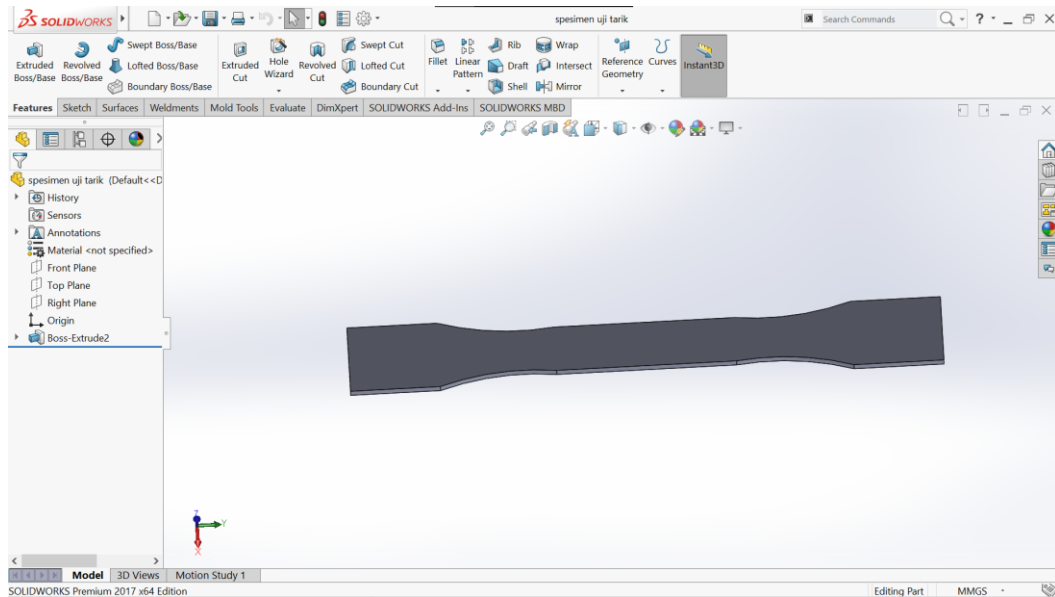 SOLIDWORKS
spesimen uji tarik
Search Commands
Extruded Boss/Base
Revolved Boss/Base
Swept Boss/Base
Lofted Boss/Base
Boundary Boss/Base
Extruded Cut
Hole Wizard
Revolved Cut
Swept Cut
Lofted Cut
Boundary Cut
Fillet
Linear Pattern
Rib
Draft
Shell
Wrap
Intersect
Mirror
Reference Geometry
Curves
Instant3D
Features Sketch Surfaces Weldments Mold Tools Evaluate DimXpert SOLIDWORKS Add-Ins SOLIDWORKS MBD
spesimen uji tarik (Default<<D
History
Sensors
Annotations
Material <not specified>
Front Plane
Top Plane
Right Plane
Origin
Boss-Extrude2
Z
Y
X
Model 3D Views Motion Study 1
SOLIDWORKS Premium 2017 x64 Edition
Editing Part
MMGS